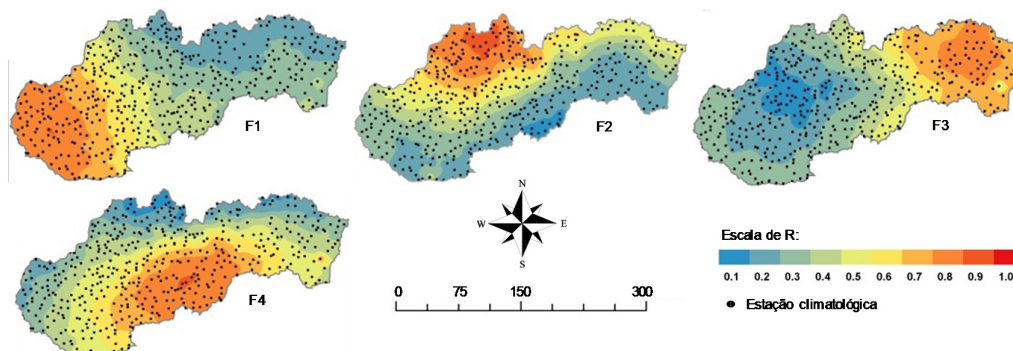 F1
F2
F3
F4
N
W E
S
0 75 150 300
Escala de R:
0.1 0.2 0.3 0.4 0.5 0.6 0.7 0.8 0.9 1.0
Estação climatológica